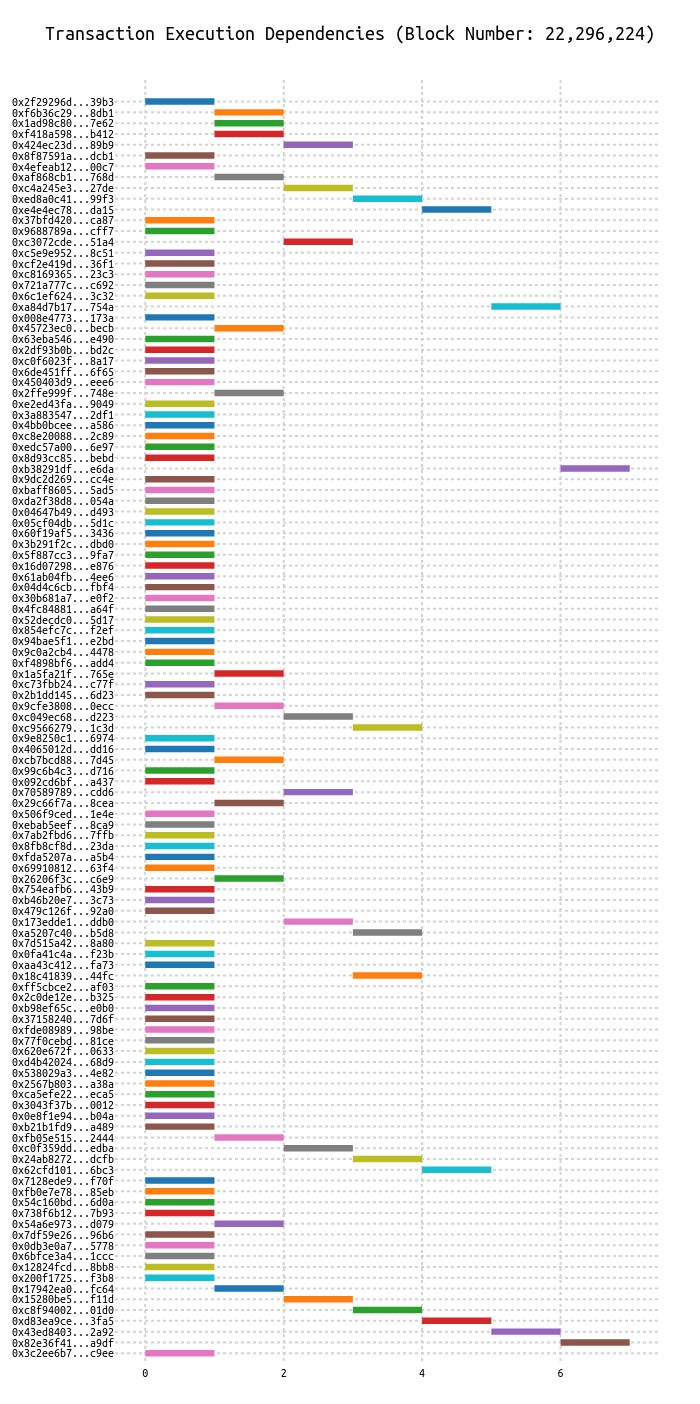 Transaction Execution Dependencies (Block Number: 22,296,224)
0x2f29296d...39b3
0xf6b36c29...8db1
0x1ad98c80...7e62
0xf418a598...b412
0x424ec23d...89b9
0x8f87591a...dcb1
0x4efeab12...00c7
0xaf868cb1...768d
0xc4a245e3...27de
0xed8a0c41...99f3
0xe4e4ec78...da15
0x37bfd420...ca87
0x9688789a...cff7
0xc3072cde...51a4
0xc5e9e952...8c51
0xcf2e419d...36f1
0xc8169365...23c3
0x721a777c...c692
0x6c1ef624...3c32
0xa84d7b17...754a
0x008e4773...173a
0x45723ec0...becb
0x63eba546...e490
0x2df93b0b...bd2c
0xc0f6023f...8a17
0x6de451ff...6f65
0x450403d9...eee6
0x2ffe999f...748e
0xe2ed43fa...9049
0x3a883547...2df1
0x4bb0bcee...a586
0xc8e20088...2c89
0xedc57a00...6e97
0x8d93cc85...bebd
0xb38291df...e6da
0x9dc2d269...cc4e
0xbaff8605...5ad5
0xda2f38d8...054a
0x04647b49...d493
0x05cf04db...5d1c
0x60f19af5...3436
0x3b291f2c...dbd0
0x5f887cc3...9fa7
0x16d07298...e876
0x61ab04fb...4ee6
0x04d4c6cb...fbf4
0x30b681a7...e0f2
0x4fc84881...a64f
0x52decdc0...5d17
0x854efc7c...f2ef
0x94bae5f1...e2bd
0x9c0a2cb4...4478
0xf4898bf6...add4
0x1a5fa21f...765e
0xc73fbb24...c77f
0x2b1dd145...6d23
0x9cfe3808...0ecc
0xc049ec68...d223
0xc9566279...1c3d
0x9e8250c1...6974
0x4065012d...dd16
0xcb7bcd88...7d45
0x99c6b4c3...d716
0x092cd6bf...a437
0x70589789...cdd6
0x29c66f7a...8cea
0x506f9ced...1e4e
0xebab5eef...8ca9
0x7ab2fbd6...7ffb
0x8fb8cf8d...23da
0xfda5207a...a5b4
0x69910812...63f4
0x26206f3c...c6e9
0x754eafb6...43b9
0xb46b20e7...3c73
0x479c126f...92a0
0x173edde1...ddb0
0xa5207c40...b5d8
0x7d515a42...8a80
0x0fa41c4a...f23b
0xaa43c412...fa73
0x18c41839...44fc
0xff5cbce2...af03
0x2c0de12e...b325
0xb98ef65c...e0b0
0x37158240...7d6f
0xfde08989...98be
0x77f0cebd...81ce
0x620e672f...0633
0xd4b42024...68d9
0x538029a3...4e82
0x2567b803...a38a
0xca5efe22...eca5
0x3043f37b...0012
0x0e8f1e94...b04a
0xb21b1fd9...a489
0xfb05e515...2444
0xc0f359dd...edba
0x24ab8272...dcfb
0x62cfd101...6bc3
0x7128ede9...f70f
0xfb0e7e78...85eb
0x54c160bd...6d0a
0x738f6b12...7b93
0x54a6e973...d079
0x7df59e26...96b6
0x0db3e0a7...5778
0x6bfce3a4...1ccc
0x12824fcd...8bb8
0x200f1725...f3b8
0x17942ea0...fc64
0x15280be5...f11d
0xc8f94002...01d0
0xd83ea9ce...3fa5
0x43ed8403...2a92
0x82e36f41...a9df
0x3c2ee6b7...c9ee
0 2 4 6